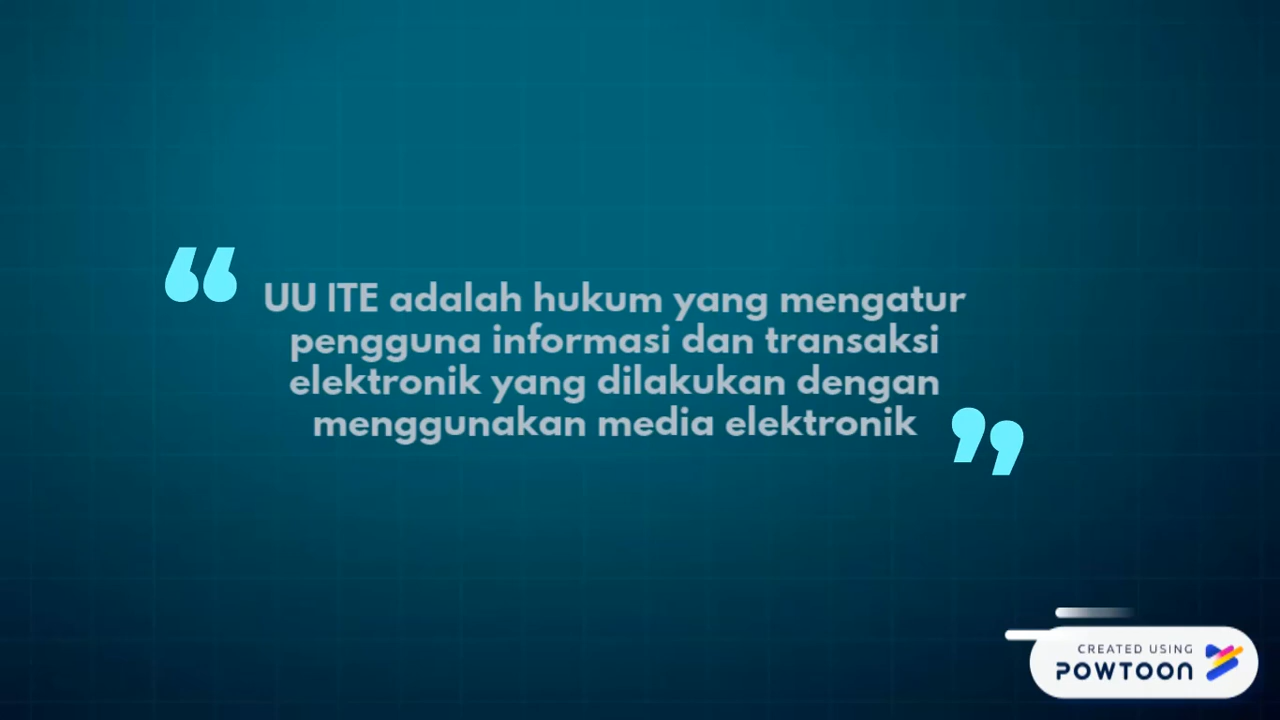 “ UU ITE adalah hukum yang mengatur
pengguna informasi dan transaksi
elektronik yang dilakukan dengan
menggunakan media elektronik ”
CREATED USING
POWTOON